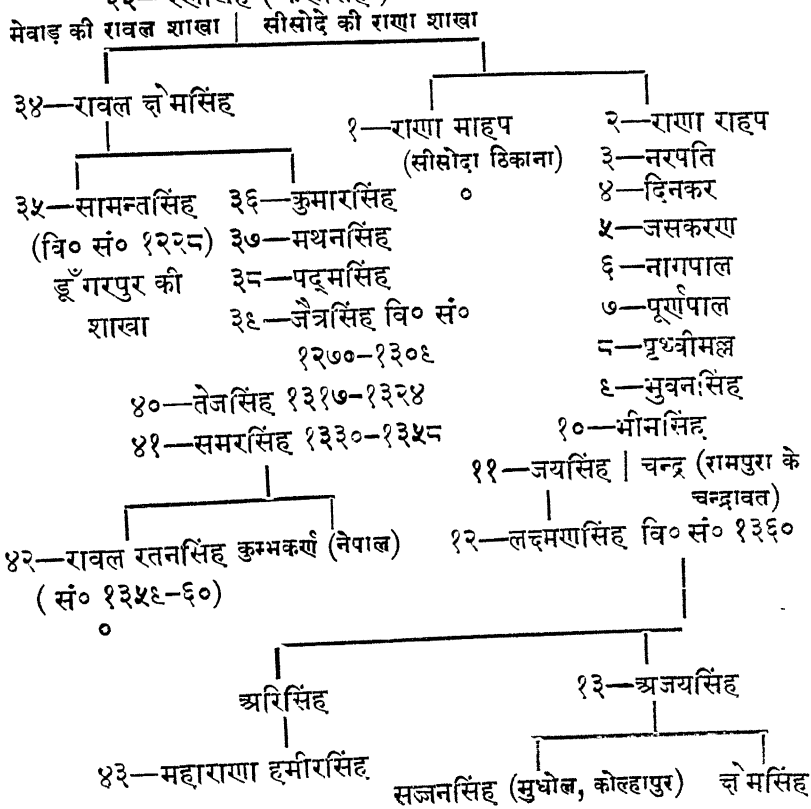 मेवाड़ की रावल शाखा | सीसोदे की राणा शाखा
३४—रावल क्षेमसिंह
१—राणा माहप
(सीसोदा ठिकाना)
०
२—राणा राहप
३—नरपति
४—दिनकर
५—जसकरण
६—नागपाल
७—पूर्णपाल
८—पृथ्वीमल्ल
९—भुवनसिंह
१०—भीमसिंह
११—जयसिंह | चन्द्र (रामपुरा के
चन्द्रावत)
१२—लक्ष्मणसिंह वि० सं० १३६०
३५—सामन्तसिंह
(वि० सं० १२२८)
डूँगरपुर की
शाखा
३६—कुमारसिंह
३७—मथनसिंह
३८—पद्मसिंह
३९—जैत्रसिंह वि० सं०
१२७०-१३०९
४०—तेजसिंह १३१७-१३२४
४१—समरसिंह १३३०-१३५८
४२—रावल रतनसिंह कुम्भकर्ण (नेपाल)
( सं० १३५९-६०)
०
अरिसिंह
१३—अजयसिंह
४३—महाराणा हमीरसिंह
सज्जनसिंह (मुधोल, कोल्हापुर) क्षेमसिंह